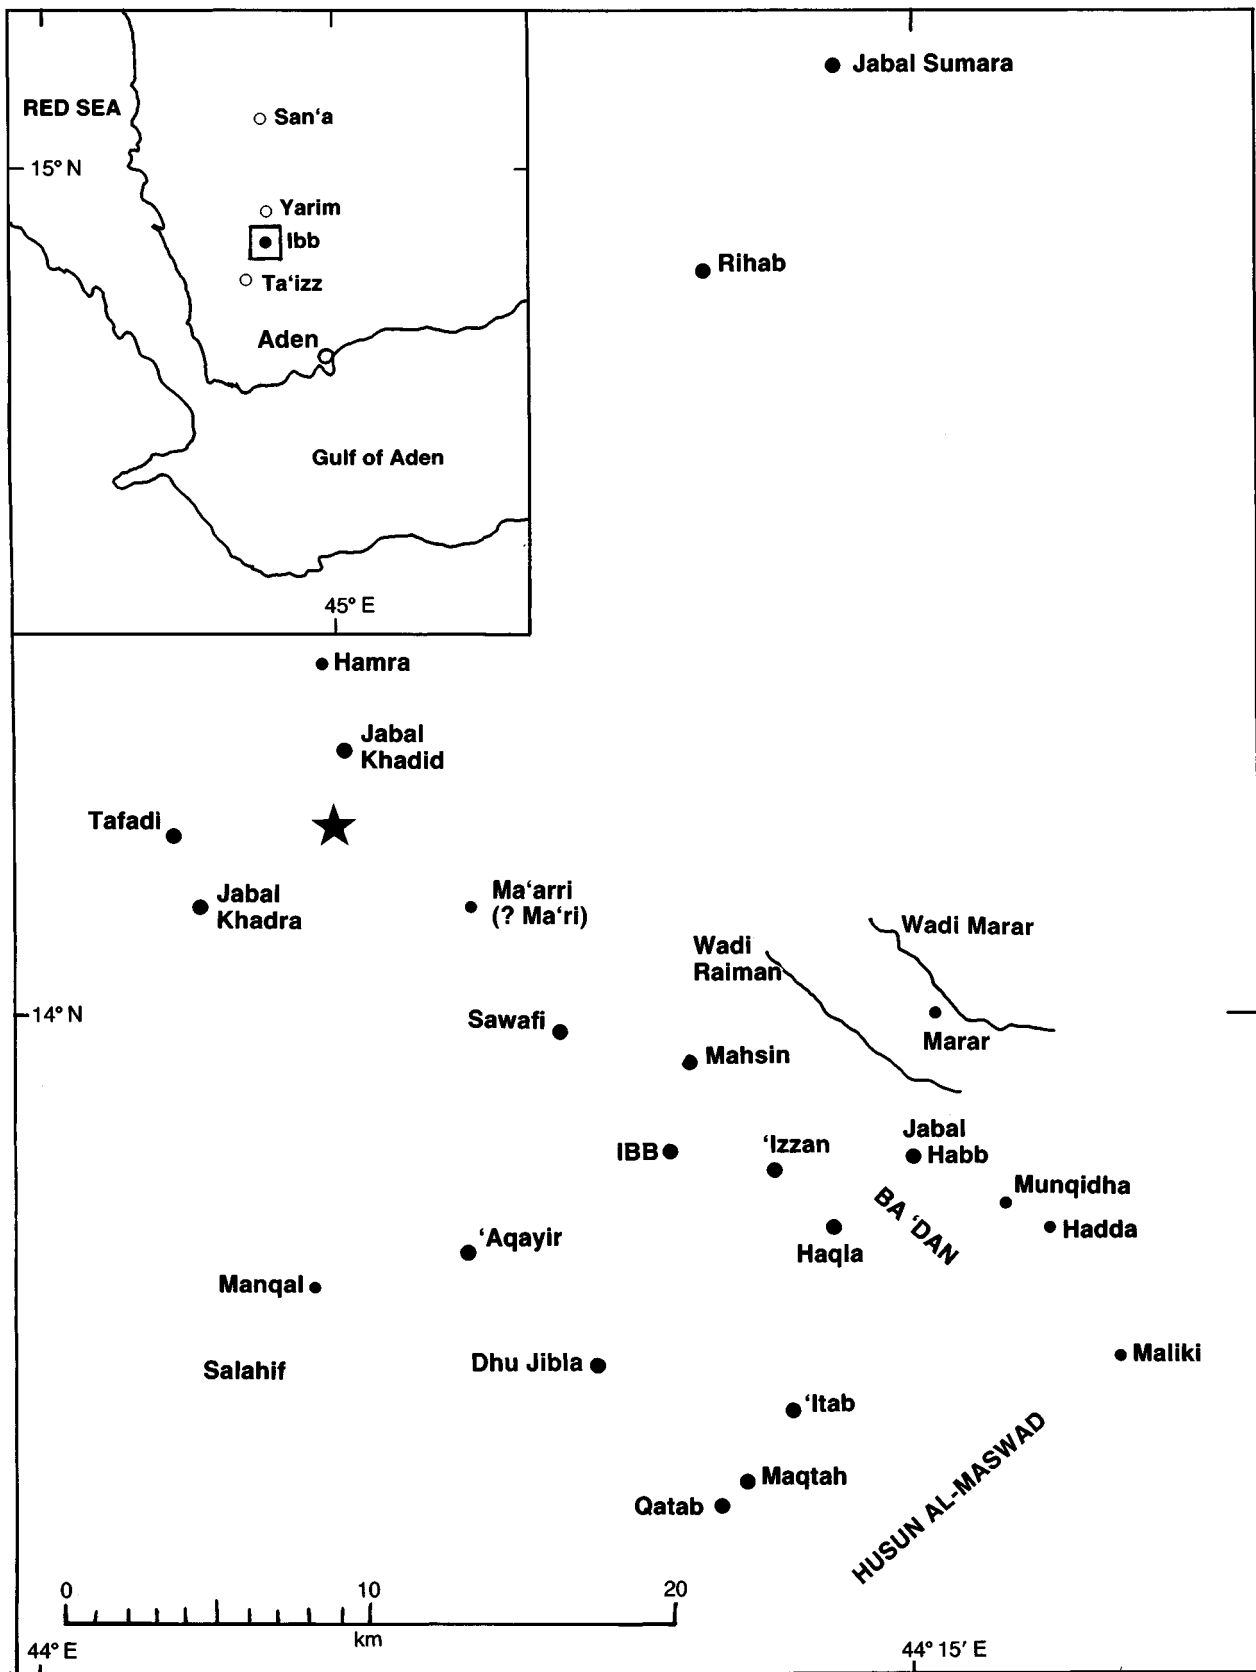 Jabal Sumara
RED SEA
San‘a
15° N
Yarim
Ibb
Ta‘izz
Aden
Gulf of Aden
45° E
Rihab
Hamra
Jabal
Khadid
Tafadi
Jabal
Khadra
Ma‘arri
(? Ma‘ri)
Wadi Marar
Wadi
Raiman
14° N
Sawafi
Marar
Mahsin
Jabal
Habb
IBB
‘Izzan
Munqidha
BA ‘DAN
Hadda
Haqla
‘Aqayir
Manqal
Salahif
Dhu Jibla
Maliki
‘Itab
Maqtah
Qatab
HUSUN AL-MASWAD
0 10 20
km
44° E
44° 15′ E